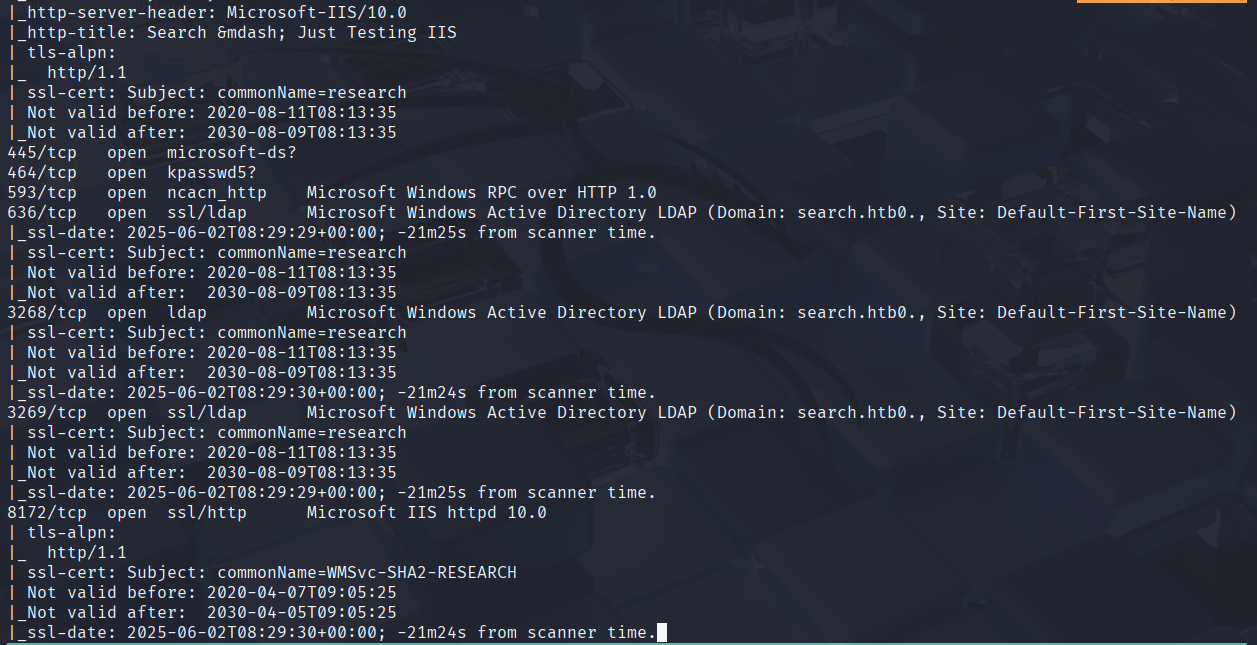 |_http-server-header: Microsoft-IIS/10.0
|_http-title: Search &mdash; Just Testing IIS
| tls-alpn:
|_  http/1.1
| ssl-cert: Subject: commonName=research
| Not valid before: 2020-08-11T08:13:35
|_Not valid after:  2030-08-09T08:13:35
445/tcp   open  microsoft-ds?
464/tcp   open  kpasswd5?
593/tcp   open  ncacn_http    Microsoft Windows RPC over HTTP 1.0
636/tcp   open  ssl/ldap      Microsoft Windows Active Directory LDAP (Domain: search.htb0., Site: Default-First-Site-Name)
|_ssl-date: 2025-06-02T08:29:29+00:00; -21m25s from scanner time.
| ssl-cert: Subject: commonName=research
| Not valid before: 2020-08-11T08:13:35
|_Not valid after:  2030-08-09T08:13:35
3268/tcp  open  ldap          Microsoft Windows Active Directory LDAP (Domain: search.htb0., Site: Default-First-Site-Name)
| ssl-cert: Subject: commonName=research
| Not valid before: 2020-08-11T08:13:35
|_Not valid after:  2030-08-09T08:13:35
|_ssl-date: 2025-06-02T08:29:30+00:00; -21m24s from scanner time.
3269/tcp  open  ssl/ldap      Microsoft Windows Active Directory LDAP (Domain: search.htb0., Site: Default-First-Site-Name)
| ssl-cert: Subject: commonName=research
| Not valid before: 2020-08-11T08:13:35
|_Not valid after:  2030-08-09T08:13:35
|_ssl-date: 2025-06-02T08:29:29+00:00; -21m25s from scanner time.
8172/tcp  open  ssl/http      Microsoft IIS httpd 10.0
| tls-alpn:
|_  http/1.1
| ssl-cert: Subject: commonName=WMSvc-SHA2-RESEARCH
| Not valid before: 2020-04-07T09:05:25
|_Not valid after:  2030-04-05T09:05:25
|_ssl-date: 2025-06-02T08:29:30+00:00; -21m24s from scanner time.